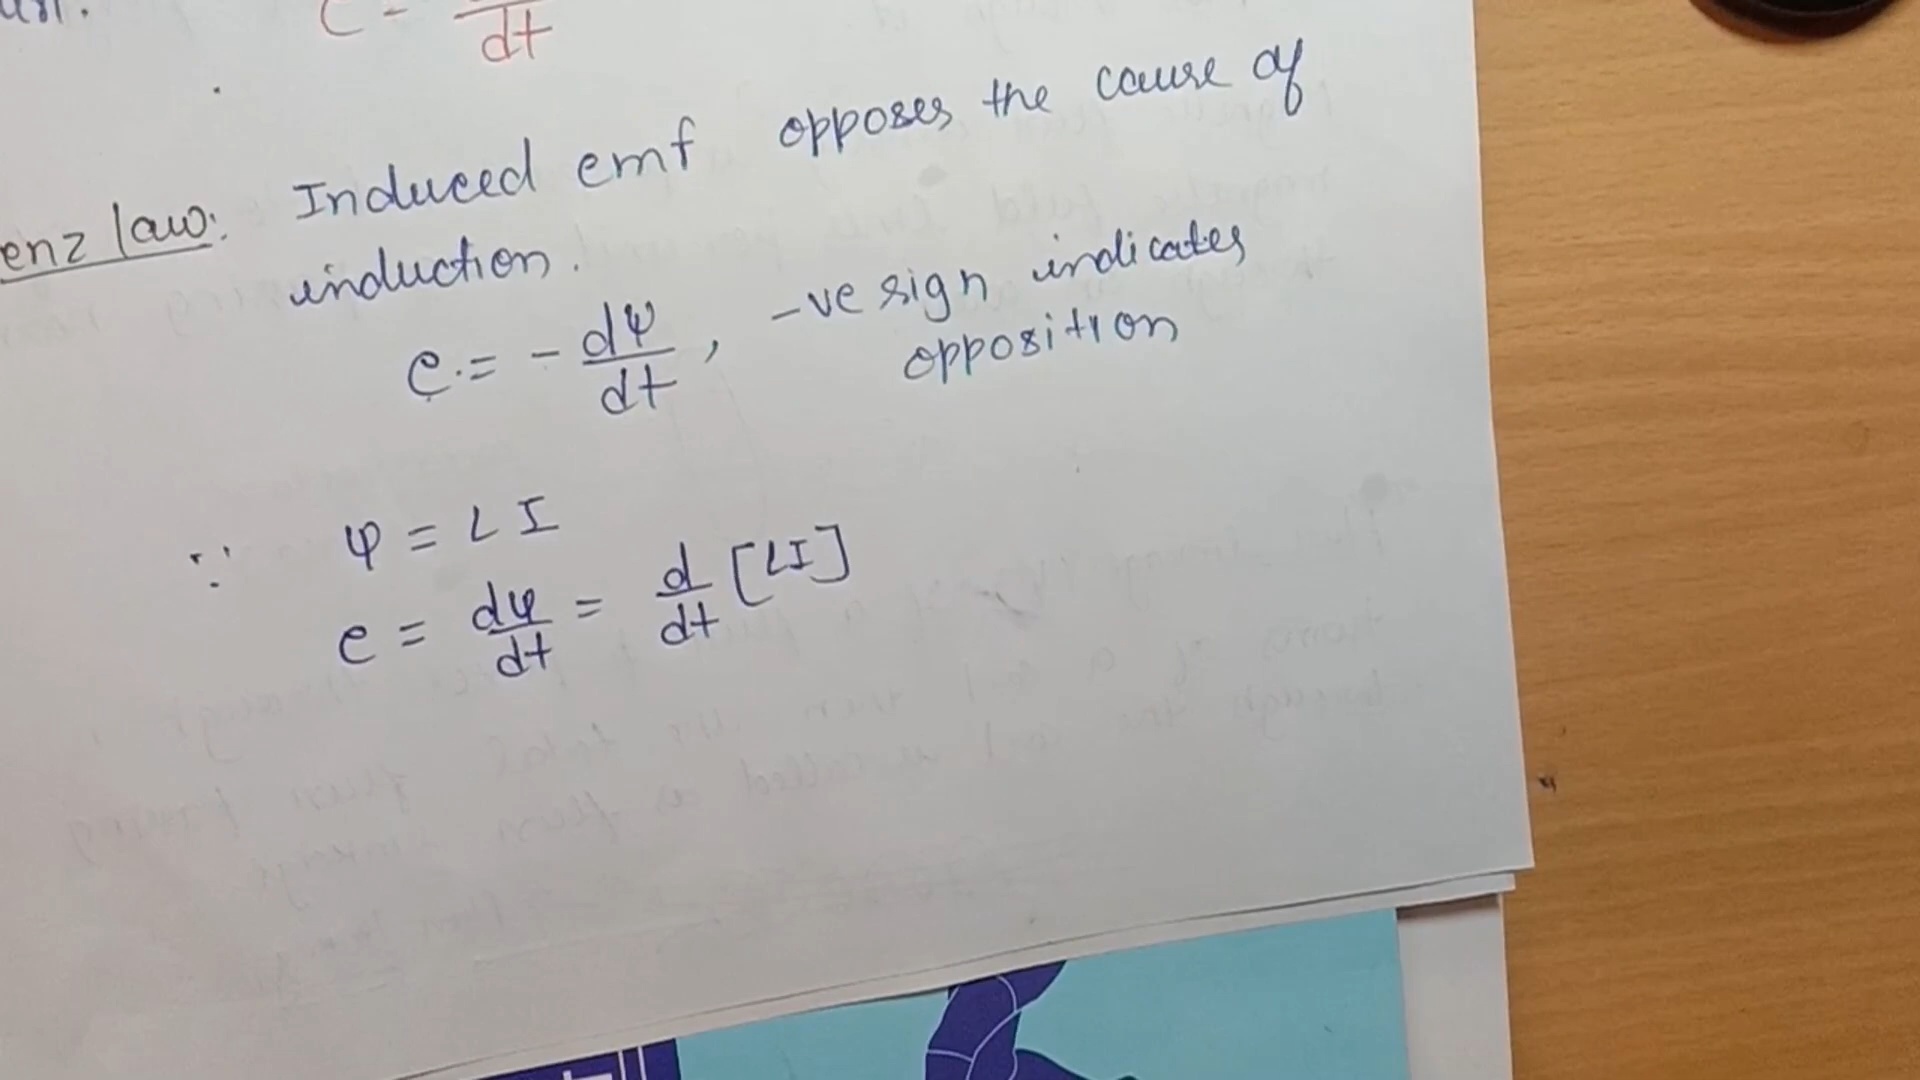 dt
Induced emf opposes the cause of
enz law: induction.
e = - dψ/dt, -ve sign indicates
opposition
∵ ψ = LI
e = dψ/dt = d/dt [LI]